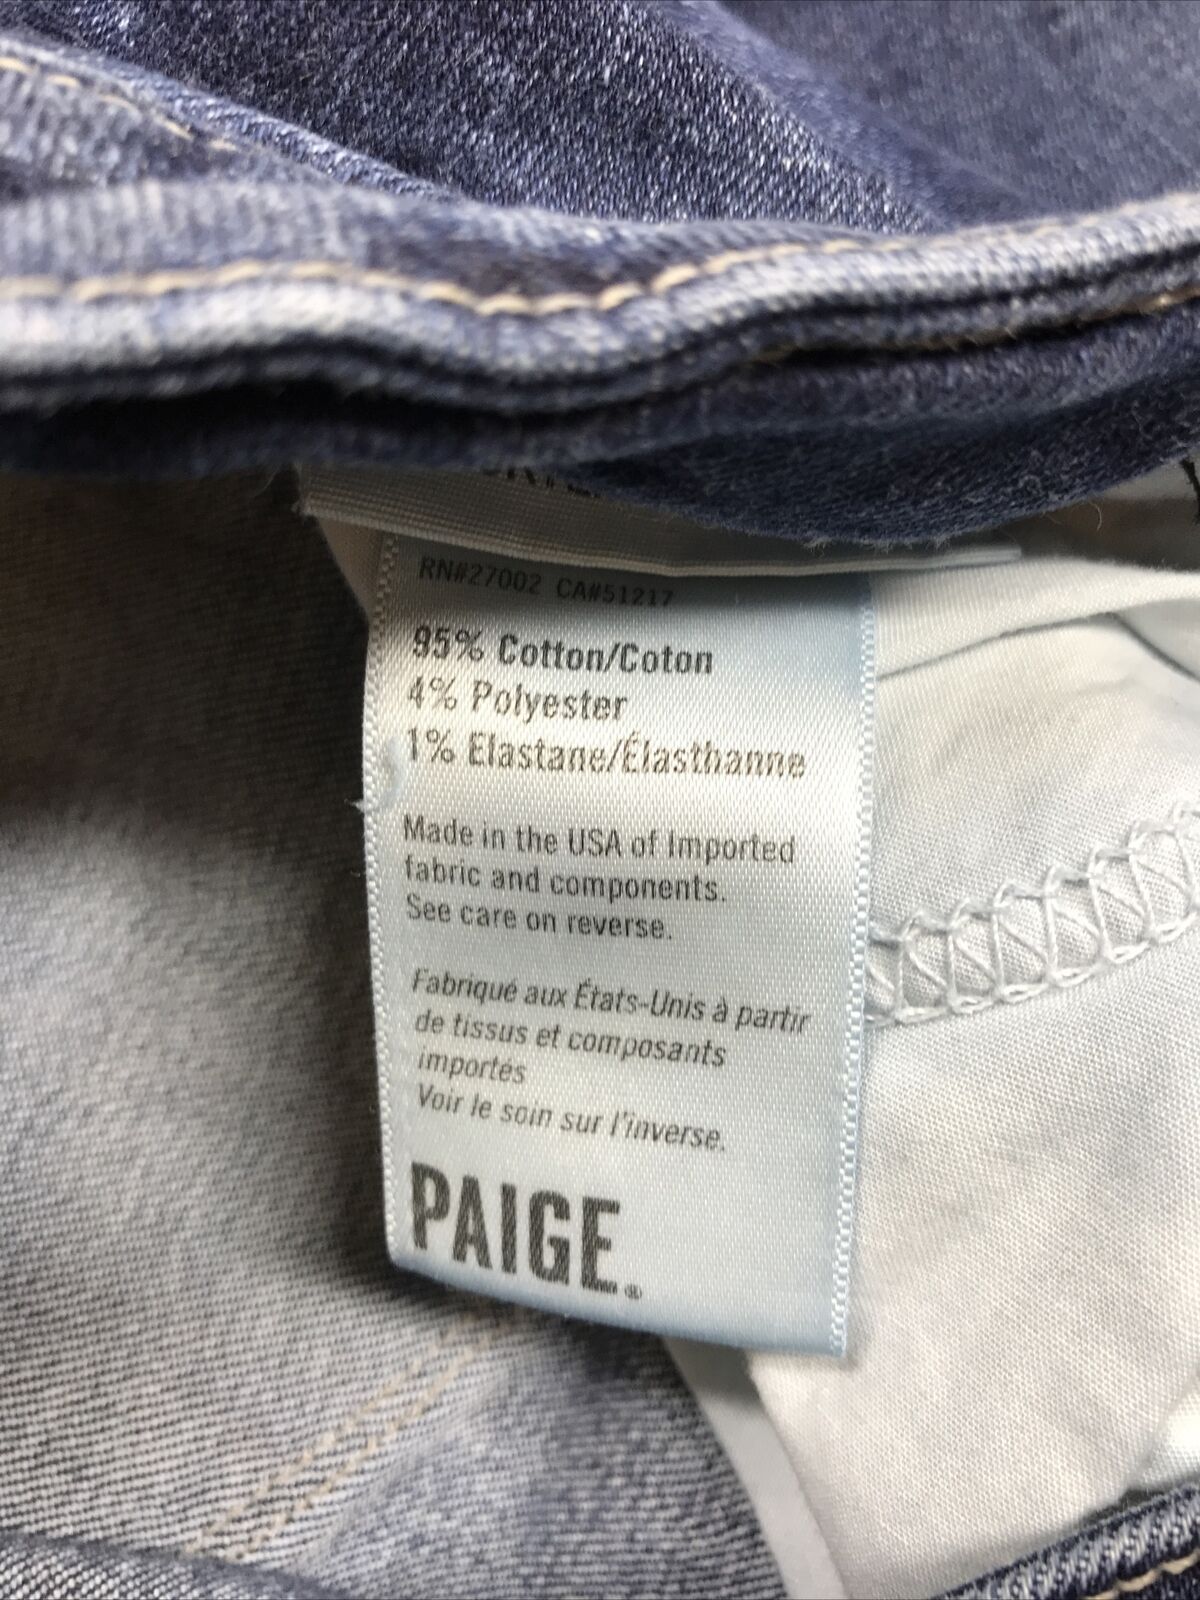 RN#27002 CA#51217
95% Cotton/Coton
4% Polyester
1% Elastane/Élasthanne
Made in the USA of Imported
fabric and components.
See care on reverse.
Fabriqué aux États-Unis à partir
de tissus et composants
importés
Voir le soin sur l'inverse.
PAIGE®